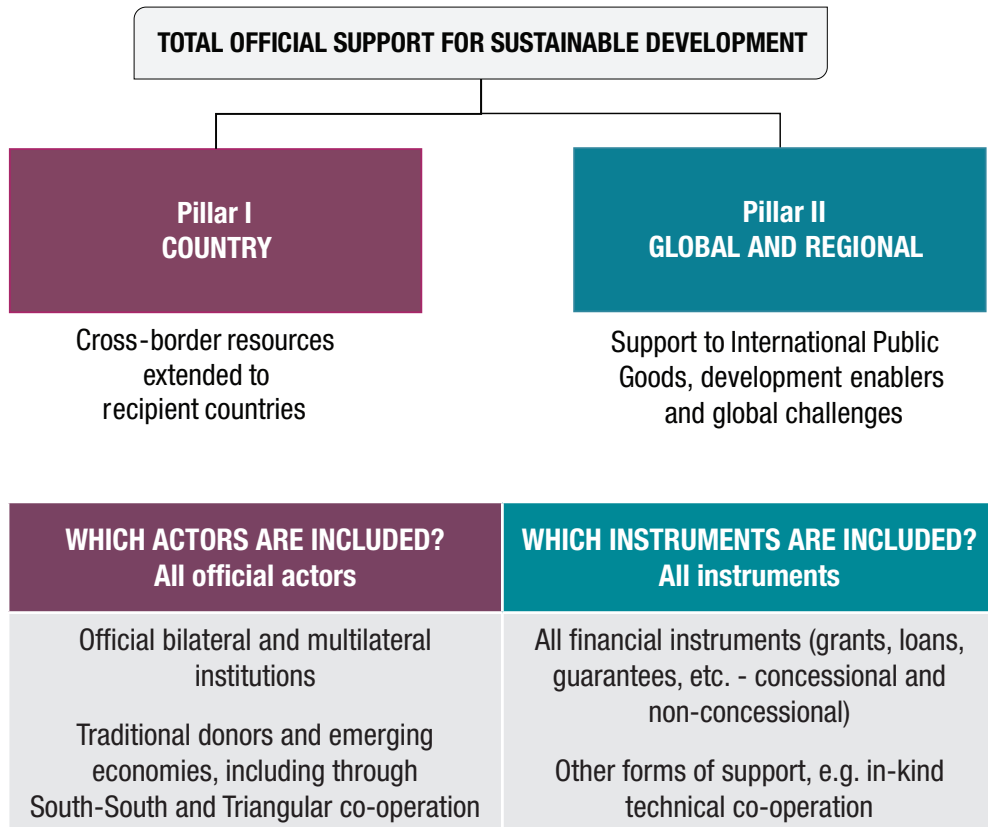 TOTAL OFFICIAL SUPPORT FOR SUSTAINABLE DEVELOPMENT
Pillar I
COUNTRY
Cross-border resources
extended to
recipient countries
Pillar II
GLOBAL AND REGIONAL
Support to International Public
Goods, development enablers
and global challenges
WHICH ACTORS ARE INCLUDED?
All official actors
Official bilateral and multilateral
institutions
Traditional donors and emerging
economies, including through
South-South and Triangular co-operation
WHICH INSTRUMENTS ARE INCLUDED?
All instruments
All financial instruments (grants, loans,
guarantees, etc. - concessional and
non-concessional)
Other forms of support, e.g. in-kind
technical co-operation